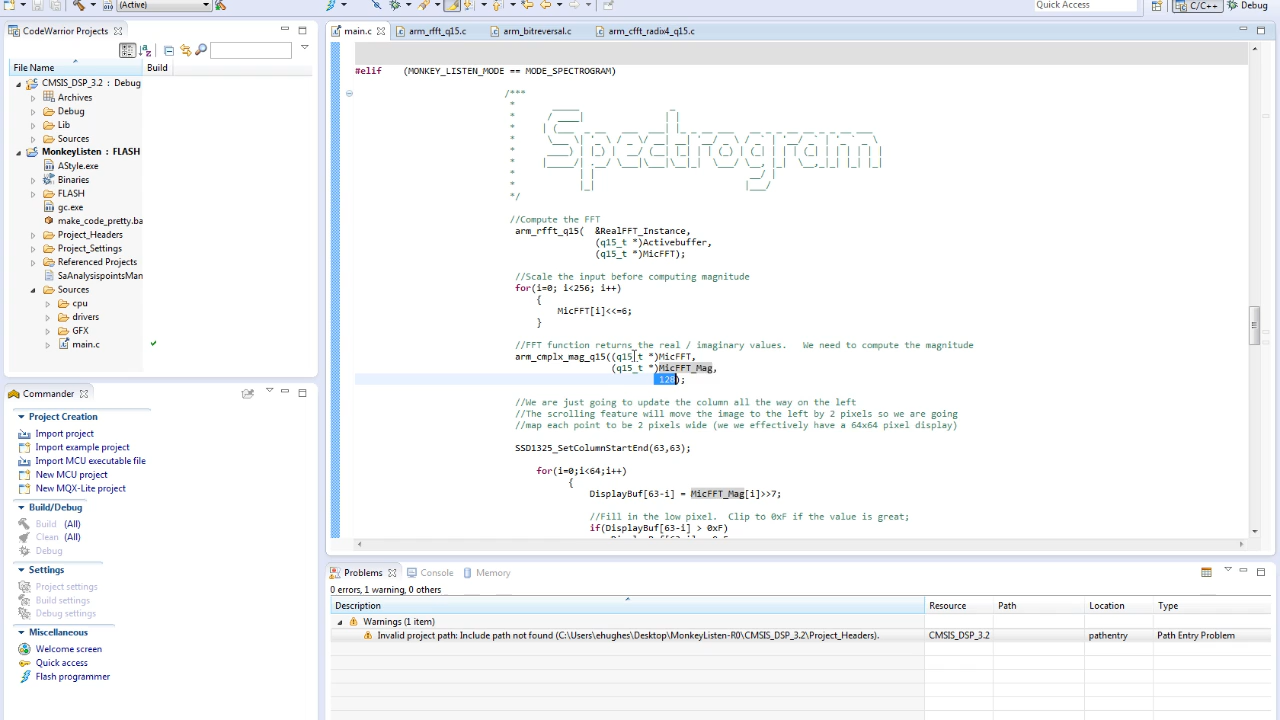 (Active)
Quick Access
C/C++
Debug
CodeWarrior Projects
File Name
Build
CMSIS_DSP_3.2 : Debug
Archives
Debug
Lib
Sources
MonkeyListen : FLASH
AStyle.exe
Binaries
FLASH
gc.exe
make_code_pretty.ba
Project_Headers
Project_Settings
Referenced Projects
SaAnalysispointsMan
Sources
cpu
drivers
GFX
main.c
Commander
Project Creation
Import project
Import example project
Import MCU executable file
New MCU project
New MQX-Lite project
Build/Debug
Build (All)
Clean (All)
Debug
Settings
Project settings
Build settings
Debug settings
Miscellaneous
Welcome screen
Quick access
Flash programmer
main.c
arm_rfft_q15.c
arm_bitreversal.c
arm_cfft_radix4_q15.c
#elif (MONKEY_LISTEN_MODE == MODE_SPECTROGRAM)
/***
Spectrogram
*/
//Compute the FFT
arm_rfft_q15( &RealFFT_Instance,
(q15_t *)Activebuffer,
(q15_t *)MicFFT);
//Scale the input before computing magnitude
for(i=0; i<256; i++)
{
MicFFT[i]<<=6;
}
//FFT function returns the real / imaginary values. We need to compute the magnitude
arm_cmplx_mag_q15((q15_t *)MicFFT,
(q15_t *)MicFFT_Mag,
128);
//We are just going to update the column all the way on the left
//The scrolling feature will move the image to the left by 2 pixels so we are going
//map each point to be 2 pixels wide (we we effectively have a 64x64 pixel display)
SSD1325_SetColumnStartEnd(63,63);
for(i=0;i<64;i++)
{
DisplayBuf[63-i] = MicFFT_Mag[i]>>7;
//Fill in the low pixel. Clip to 0xF if the value is great;
if(DisplayBuf[63-i] > 0xF)
Problems
Console
Memory
0 errors, 1 warning, 0 others
Description
Resource
Path
Location
Type
Warnings (1 item)
Invalid project path: Include path not found (C:\Users\ehughes\Desktop\MonkeyListen-R0\CMSIS_DSP_3.2\Project_Headers).
CMSIS_DSP_3.2
pathentry
Path Entry Problem